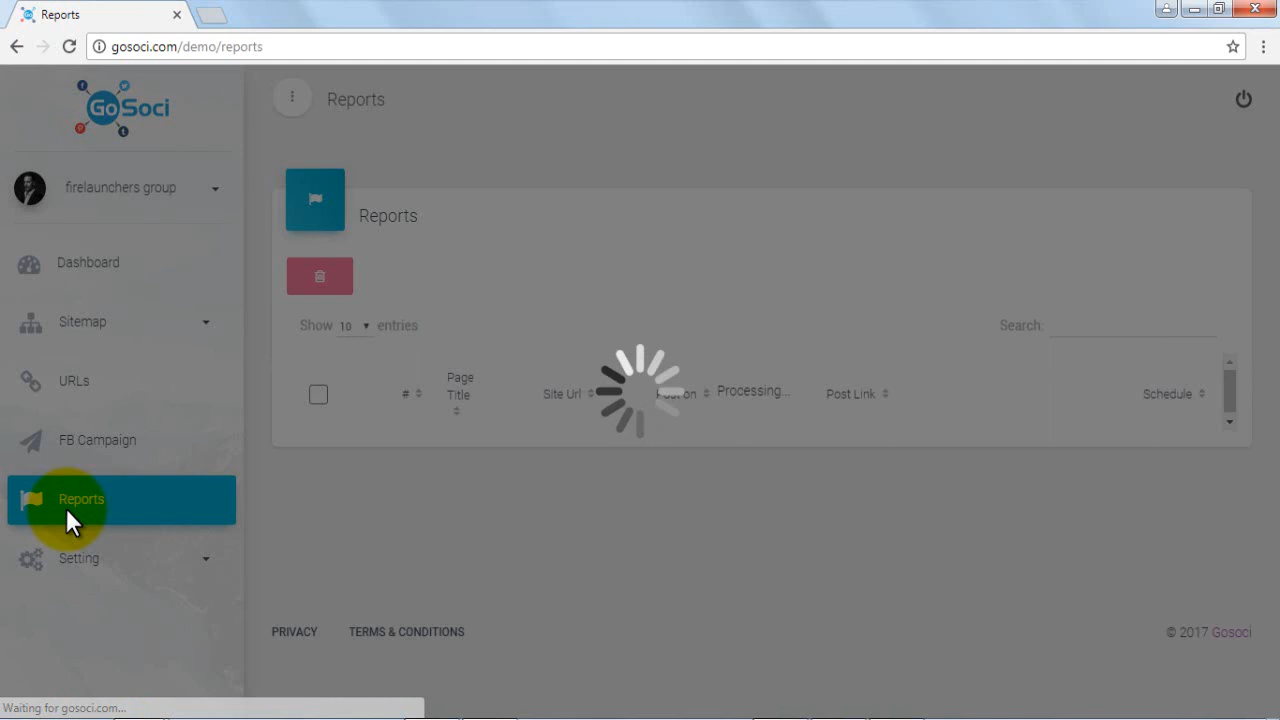 Reports
gosoci.com/demo/reports
GoSoci
Reports
firelaunchers group
Reports
Dashboard
Show 10 entries
Search:
Sitemap
#
Page Title
Site Url
Processing...
Post Link
Schedule
URLs
FB Campaign
Reports
Setting
PRIVACY
TERMS & CONDITIONS
© 2017 Gosoci
Waiting for gosoci.com...